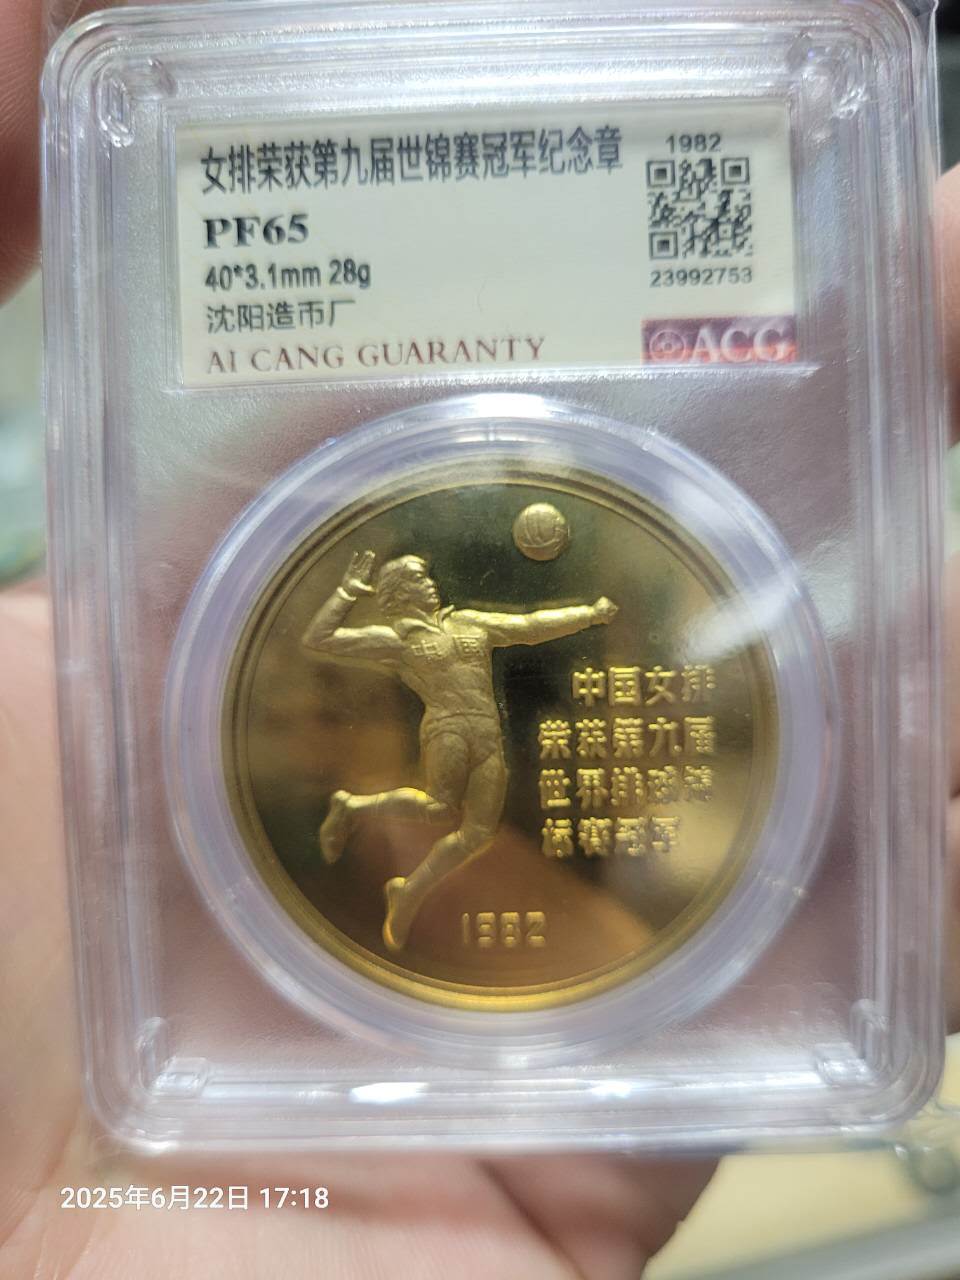 女排荣获第九届世锦赛冠军纪念章
1982
PF65
40*3.1mm 28g
23992753
沈阳造币厂
AI CANG GUARANTY
ACG
中国
中国女排
荣获第九届
世界排球锦
标赛冠军
1982
2025年6月22日 17:18